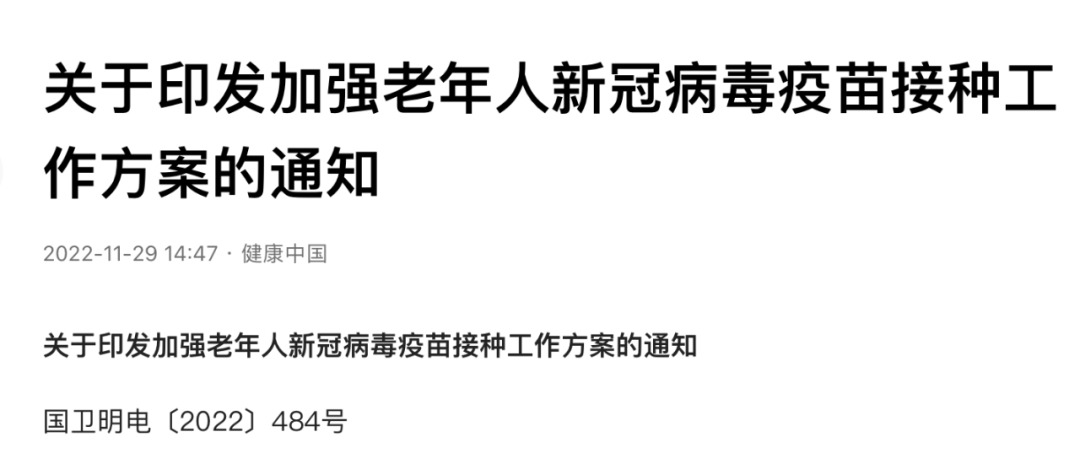 关于印发加强老年人新冠病毒疫苗接种工
作方案的通知
2022-11-29 14:47 · 健康中国
关于印发加强老年人新冠病毒疫苗接种工作方案的通知
国卫明电〔2022〕484号